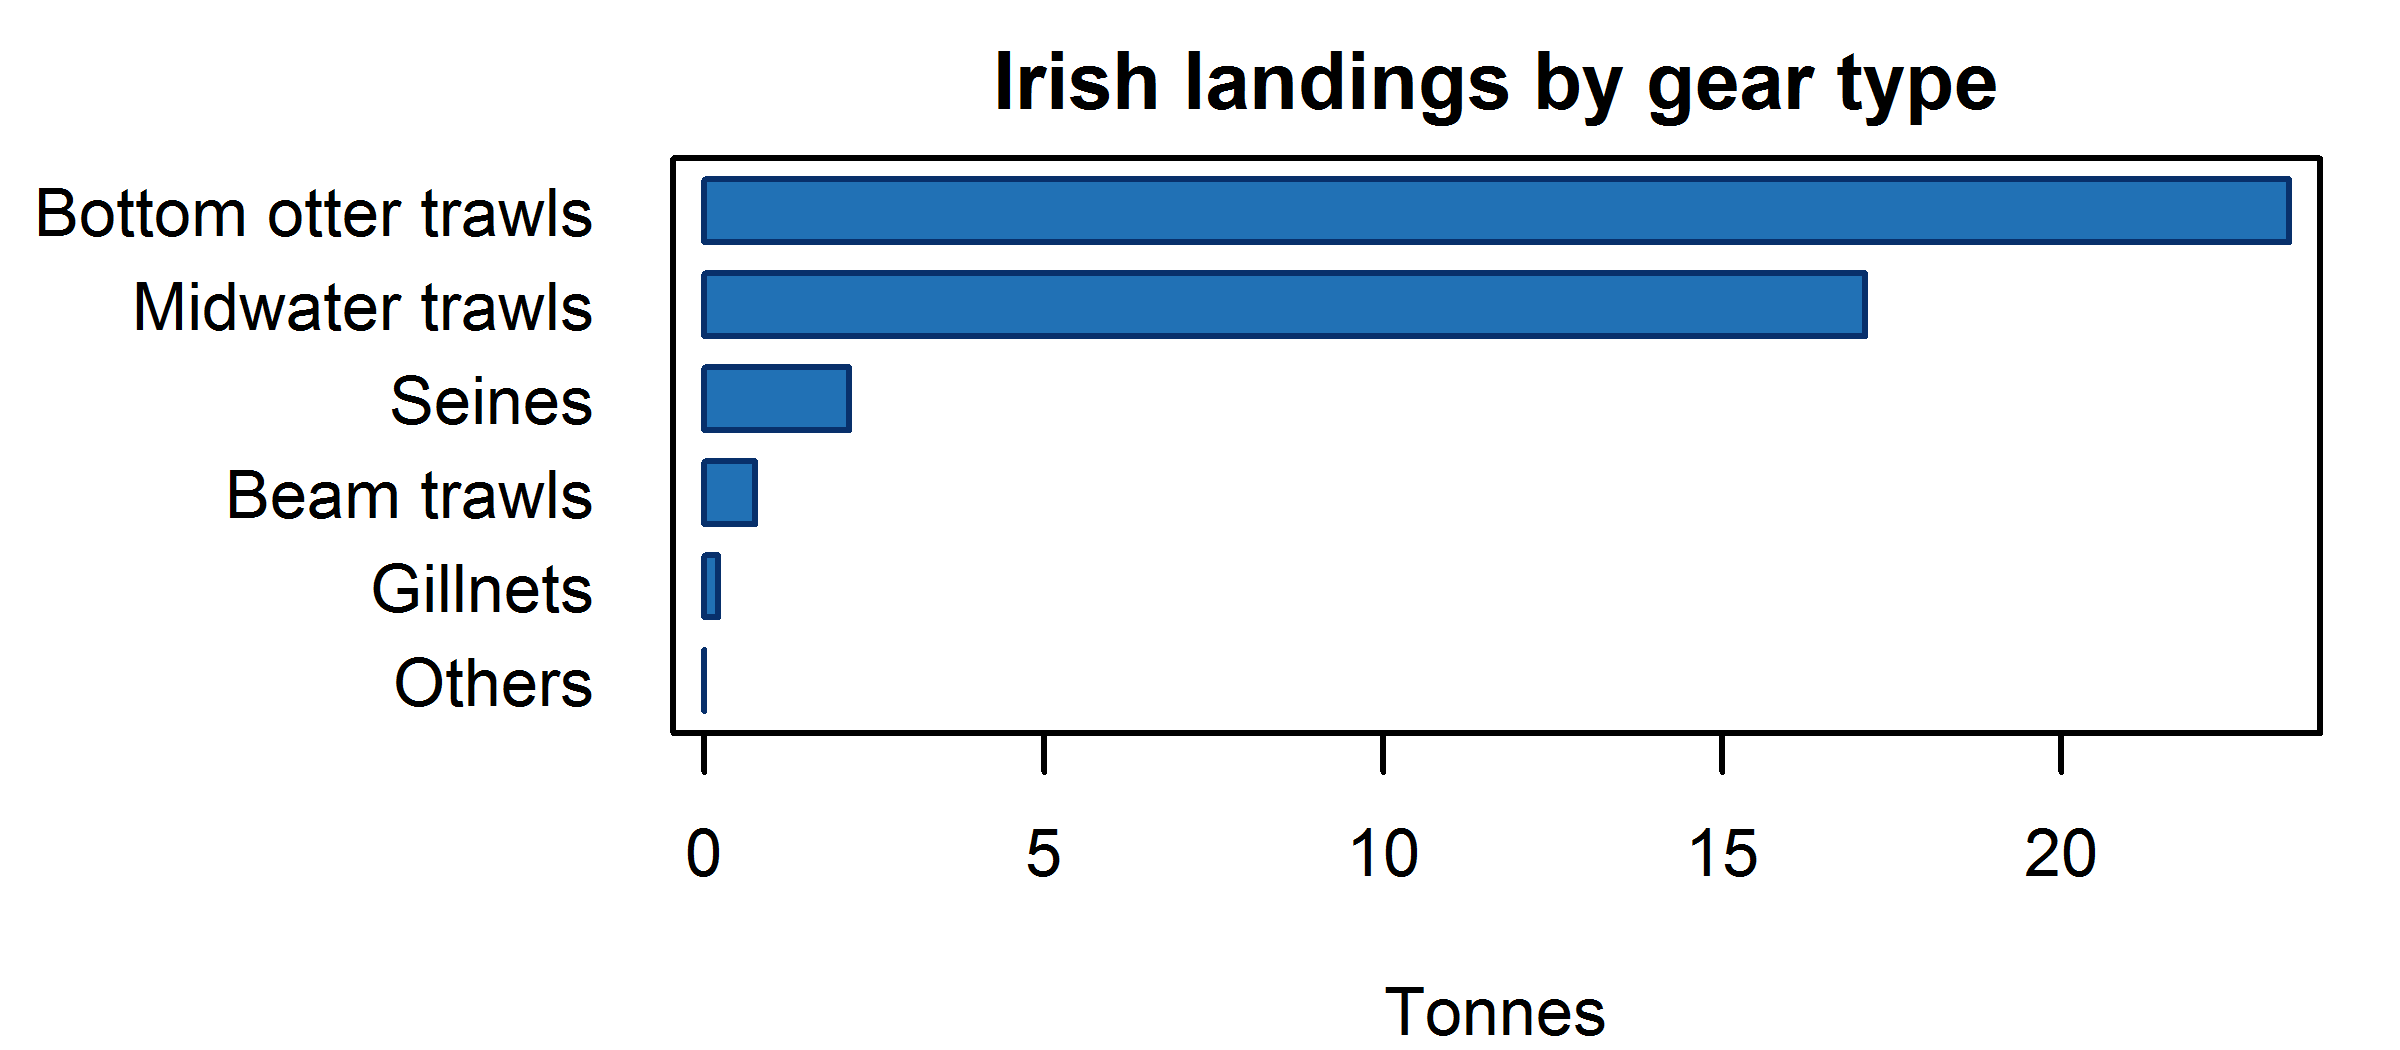 Irish landings by gear type
Bottom otter trawls
Midwater trawls
Seines
Beam trawls
Gillnets
Others
0 5 10 15 20
Tonnes